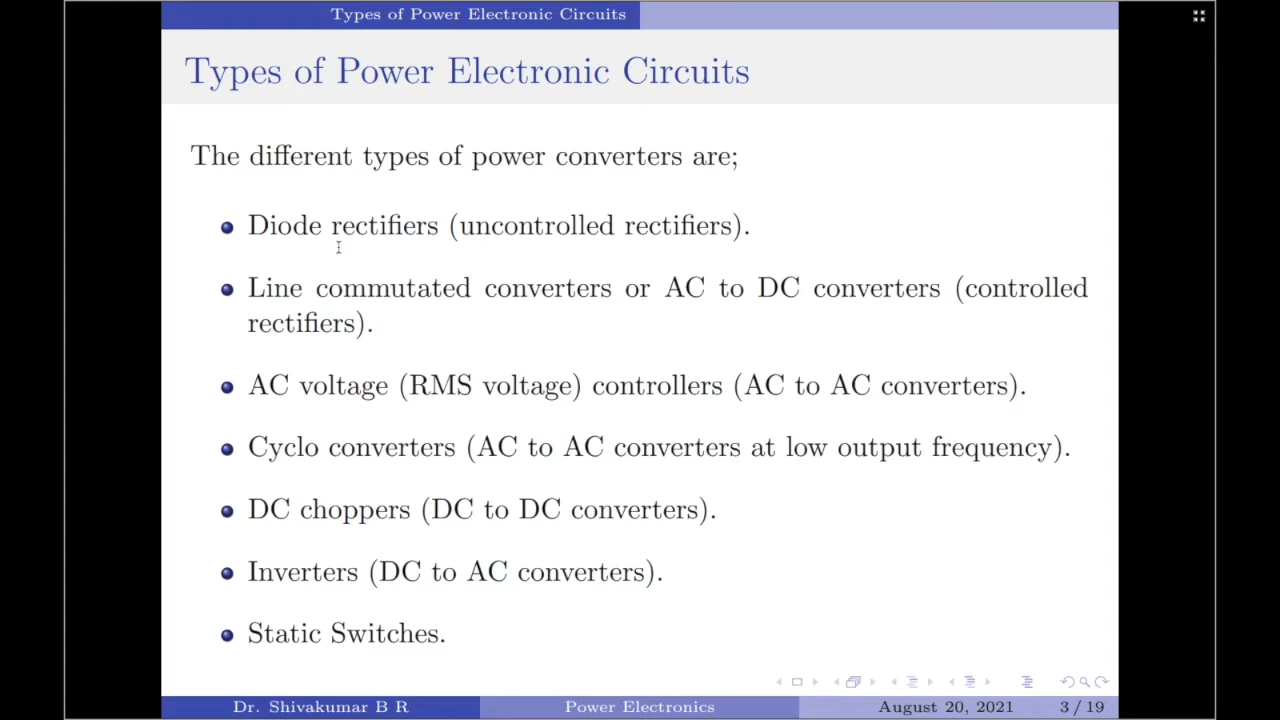 Types of Power Electronic Circuits
Types of Power Electronic Circuits
The different types of power converters are;
Diode rectifiers (uncontrolled rectifiers).
Line commutated converters or AC to DC converters (controlled
rectifiers).
AC voltage (RMS voltage) controllers (AC to AC converters).
Cyclo converters (AC to AC converters at low output frequency).
DC choppers (DC to DC converters).
Inverters (DC to AC converters).
Static Switches.
Dr. Shivakumar B R Power Electronics August 20, 2021 3 / 19